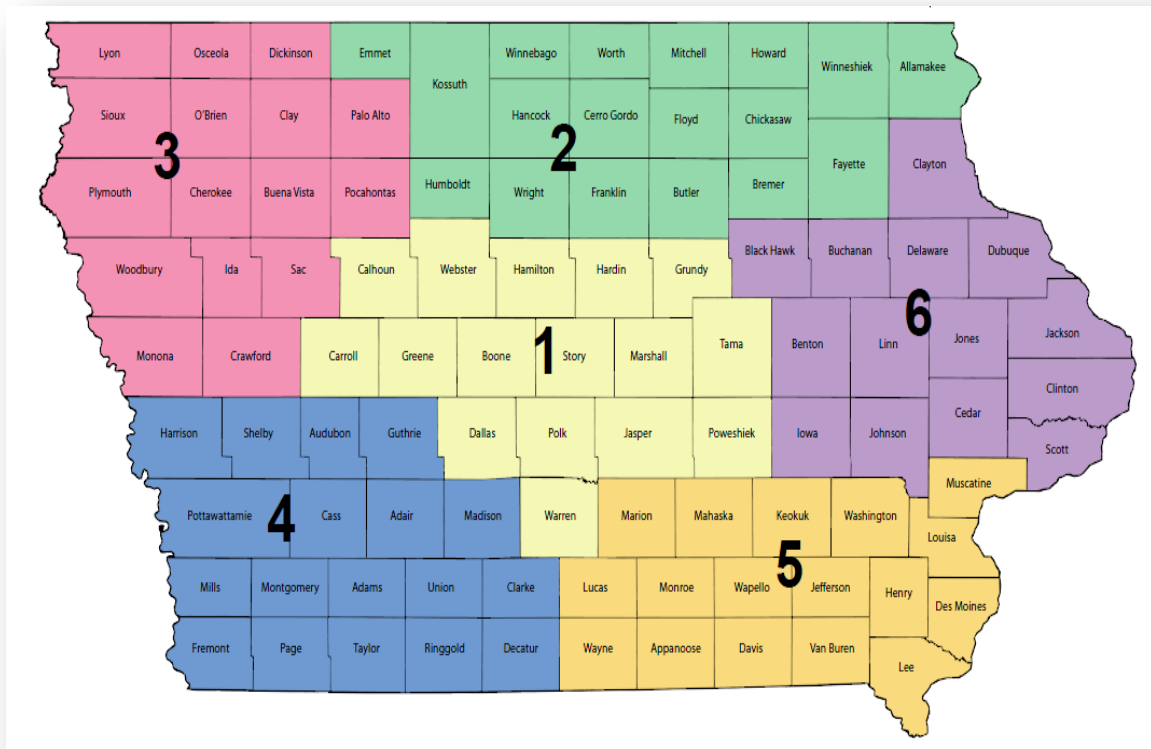 Lyon Osceola Dickinson Emmet Winnebago Worth Mitchell Howard
Kossuth Winneshiek Allamakee
Sioux O'Brien Clay Palo Alto Hancock Cerro Gordo Floyd Chickasaw
3 2
Plymouth Cherokee Buena Vista Pocahontas Humboldt Wright Franklin Butler Bremer Fayette Clayton
Woodbury Ida Sac Calhoun Webster Hamilton Hardin Grundy Black Hawk Buchanan Delaware Dubuque
6
Monona Crawford Carroll Greene Boone 1 Story Marshall Tama Benton Linn Jones Jackson
Clinton
Harrison Shelby Audubon Guthrie Dallas Polk Jasper Poweshiek Iowa Johnson Cedar
Scott
Muscatine
Pottawattamie 4 Cass Adair Madison Warren Marion Mahaska Keokuk Washington
Louisa
5
Mills Montgomery Adams Union Clarke Lucas Monroe Wapello Jefferson Henry
Des Moines
Fremont Page Taylor Ringgold Decatur Wayne Appanoose Davis Van Buren
Lee